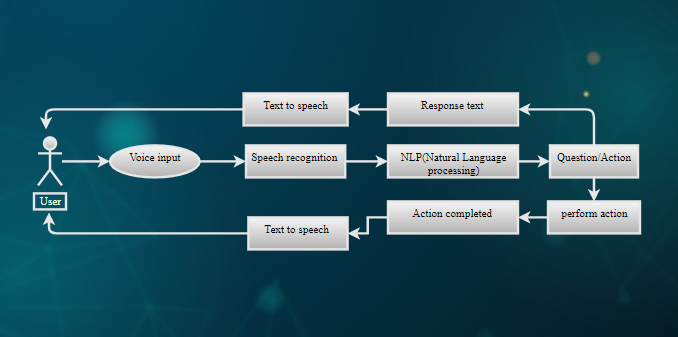 Text to speech
Response text
Voice input
Speech recognition
NLP(Natural Language
processing)
Question/Action
User
Text to speech
Action completed
perform action